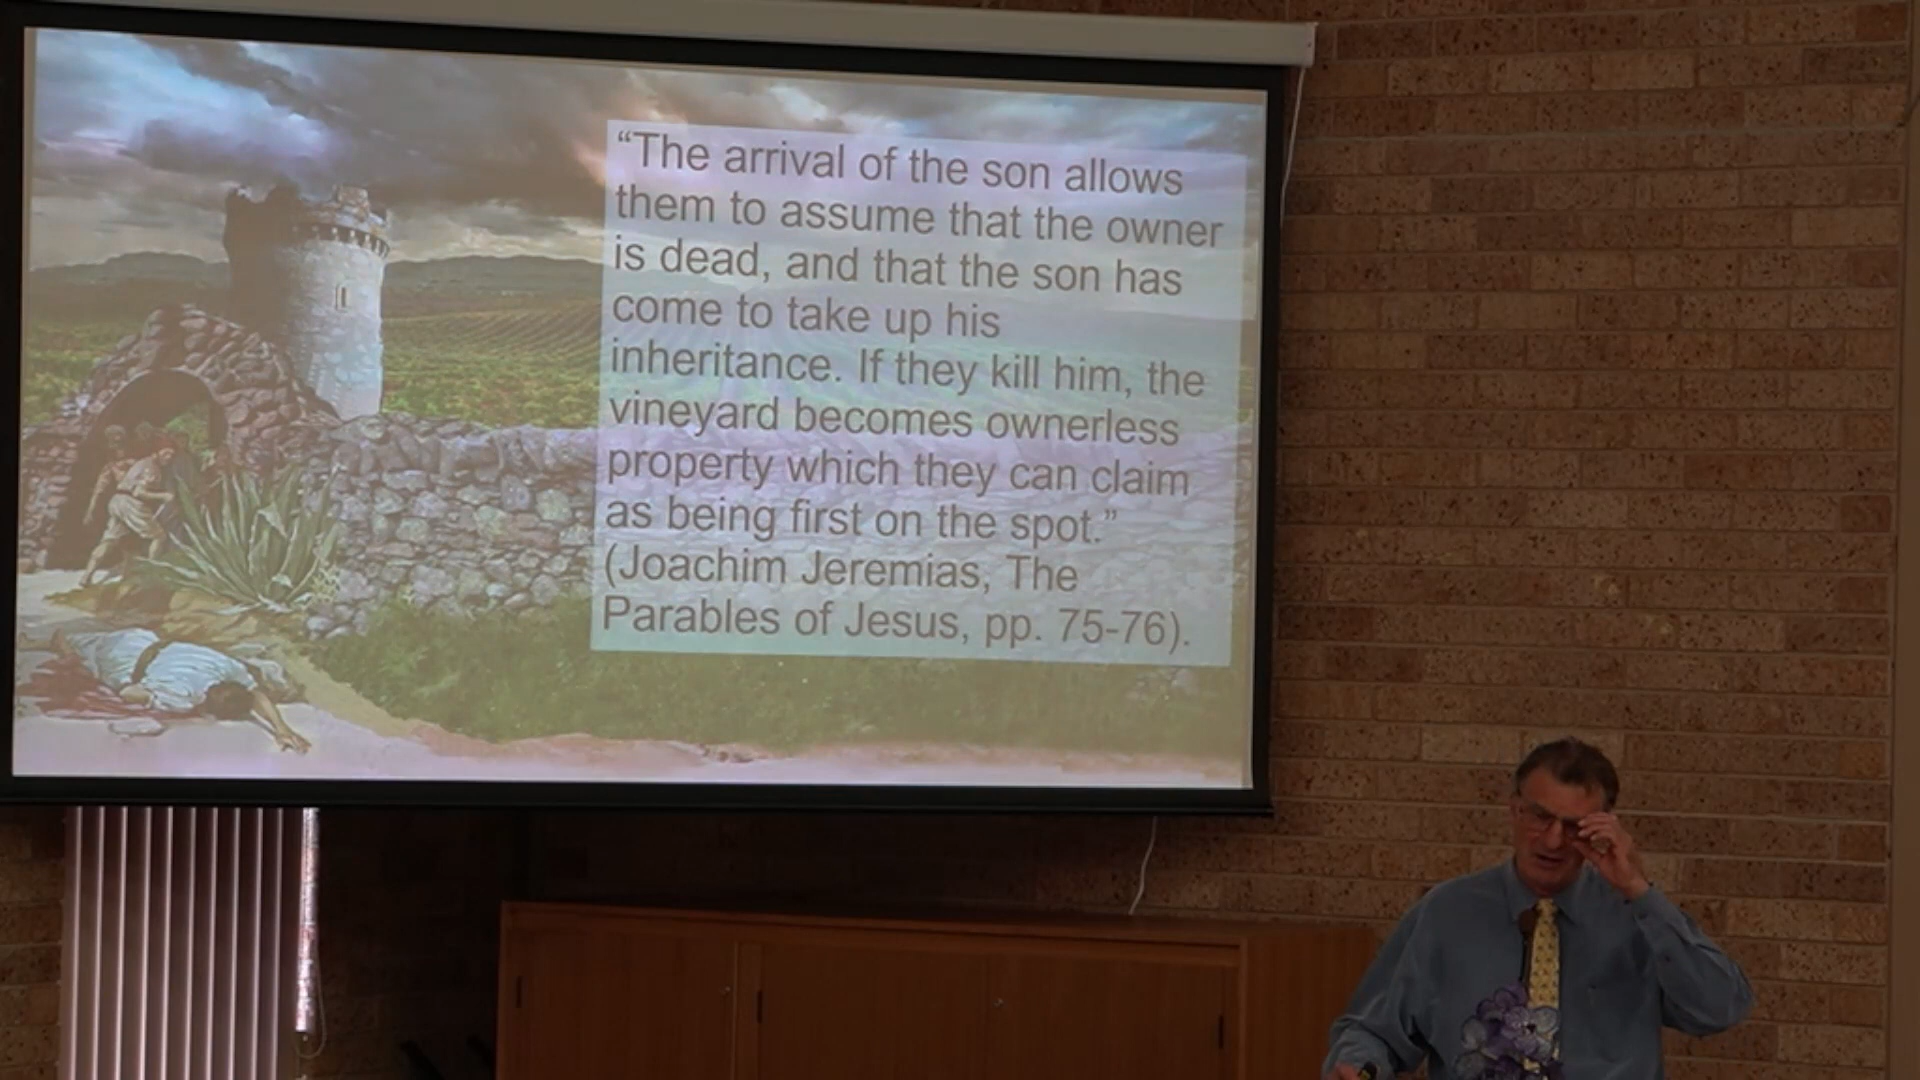 “The arrival of the son allows
them to assume that the owner
is dead, and that the son has
come to take up his
inheritance. If they kill him, the
vineyard becomes ownerless
property which they can claim
as being first on the spot.”
(Joachim Jeremias, The
Parables of Jesus, pp. 75-76).